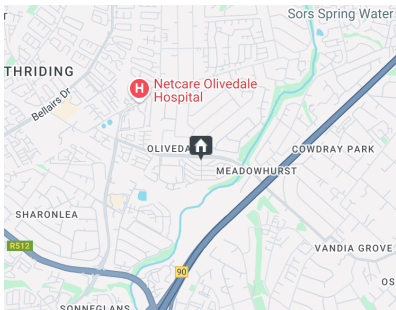 Sors Spring Water
THRIDING
H
Netcare Olivedale
Hospital
Bellairs Dr
OLIVEDA
COWDRAY PARK
MEADOWHURST
SHARONLEA
R512
90
VANDIA GROVE
OS
SONNEGLANS